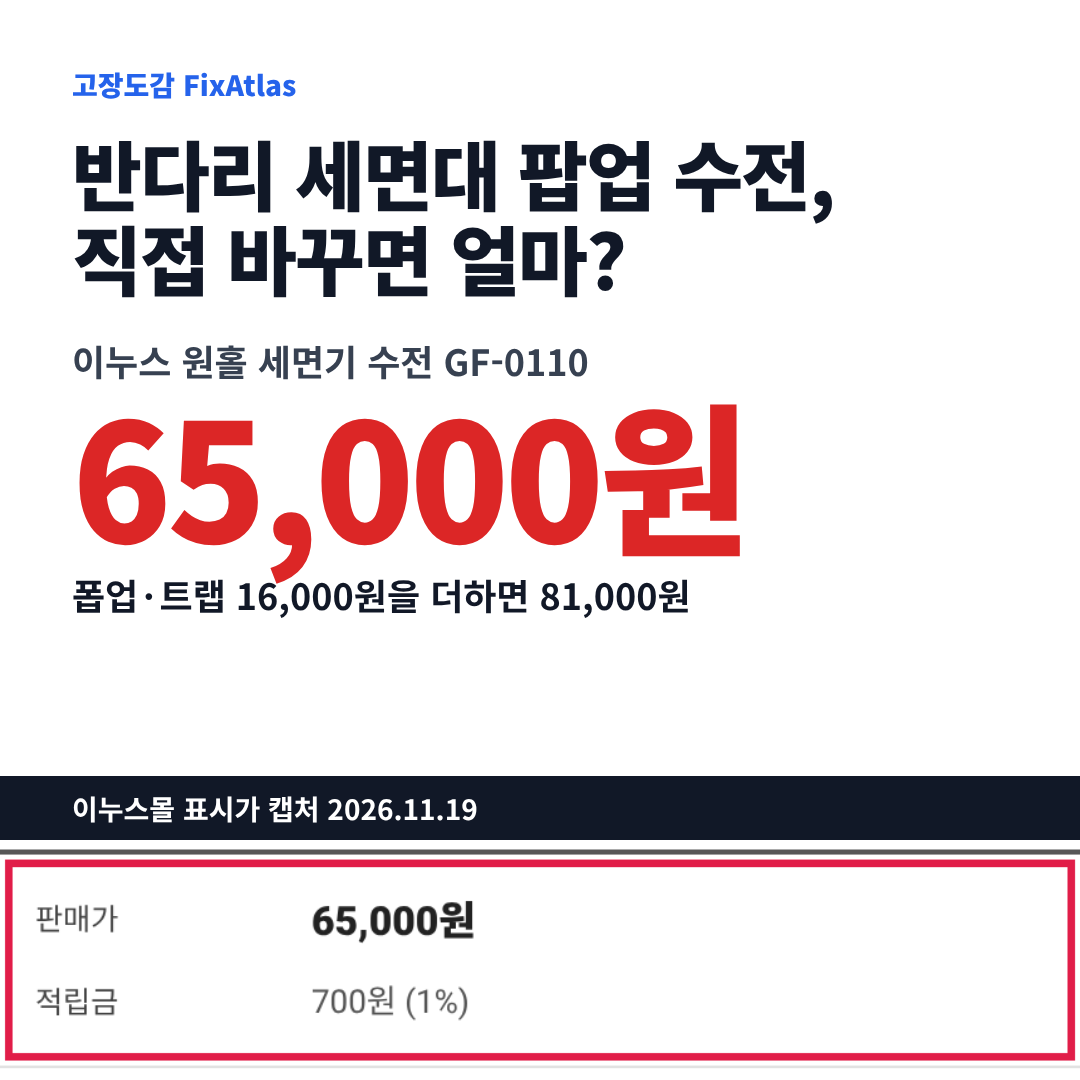 고장도감 FixAtlas
반다리 세면대 팝업 수전,
직접 바꾸면 얼마?
이누스 원홀 세면기 수전 GF-0110
65,000원
폽업·트랩 16,000원을 더하면 81,000원
이누스몰 표시가 캡처 2026.11.19
판매가 65,000원
적립금 700원 (1%)